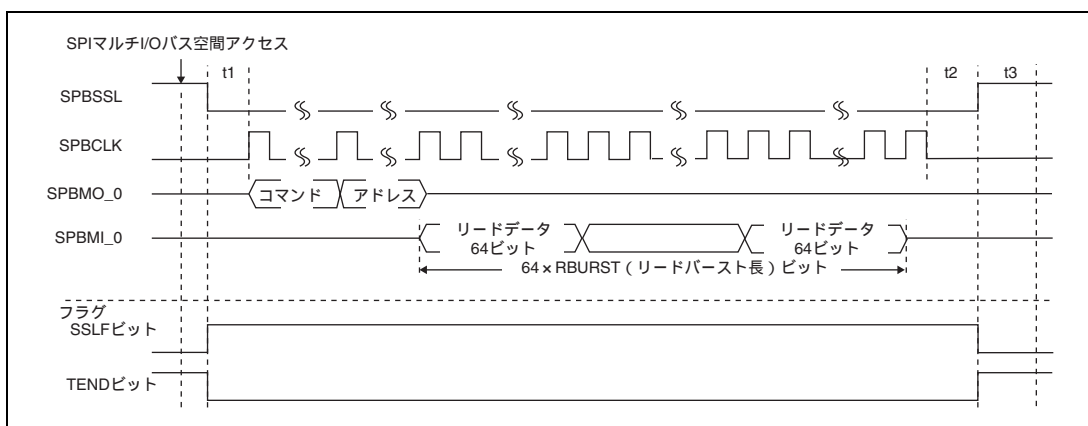 SPIマルチI/Oバス空間アクセス
t1
t2
t3
SPBSSL
SPBCLK
SPBMO_0
コマンド
アドレス
SPBMI_0
リードデータ
64ビット
リードデータ
64ビット
64×RBURST(リードバースト長)ビット
フラグ
SSLFビット
TENDビット